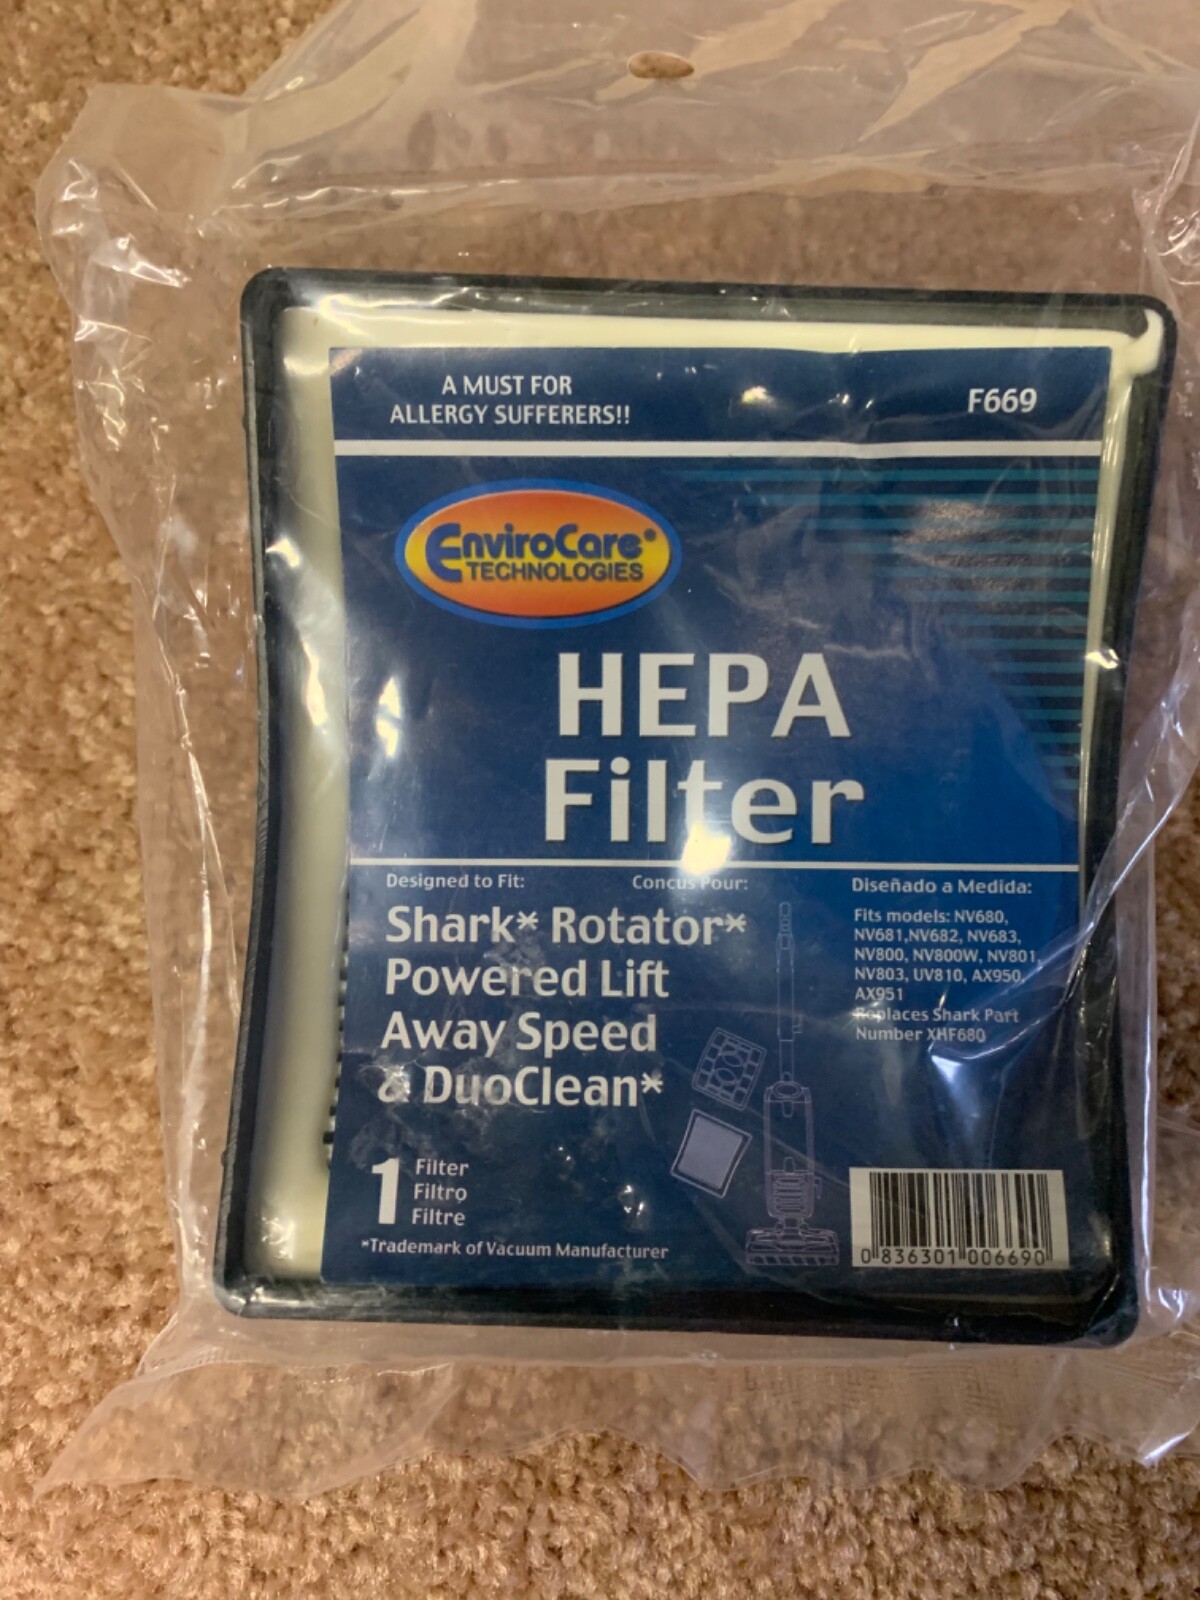 A MUST FOR
ALLERGY SUFFERERS!!
F669
EnviroCare®
TECHNOLOGIES
HEPA
Filter
Designed to Fit:
Concus Pour:
Diseñado a Medida:
Shark* Rotator*
Powered Lift
Away Speed
& DuoClean*
Fits models: NV680,
NV681,NV682, NV683,
NV800, NV800W, NV801,
NV803, UV810, AX950,
AX951
Replaces Shark Part
Number XHF680
1
Filter
Filtro
Filtre
*Trademark of Vacuum Manufacturer
0 836301 006690